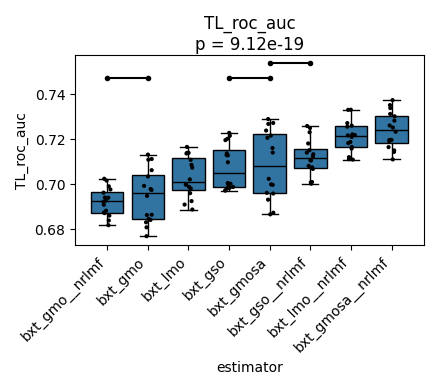 TL_roc_auc
p = 9.12e-19
TL_roc_auc
0.74
0.72
0.70
0.68
bxt_gmo__nrlmf
bxt_gmo
bxt_lmo
bxt_gso
bxt_gmosa
bxt_gso__nrlmf
bxt_lmo__nrlmf
bxt_gmosa__nrlmf
estimator